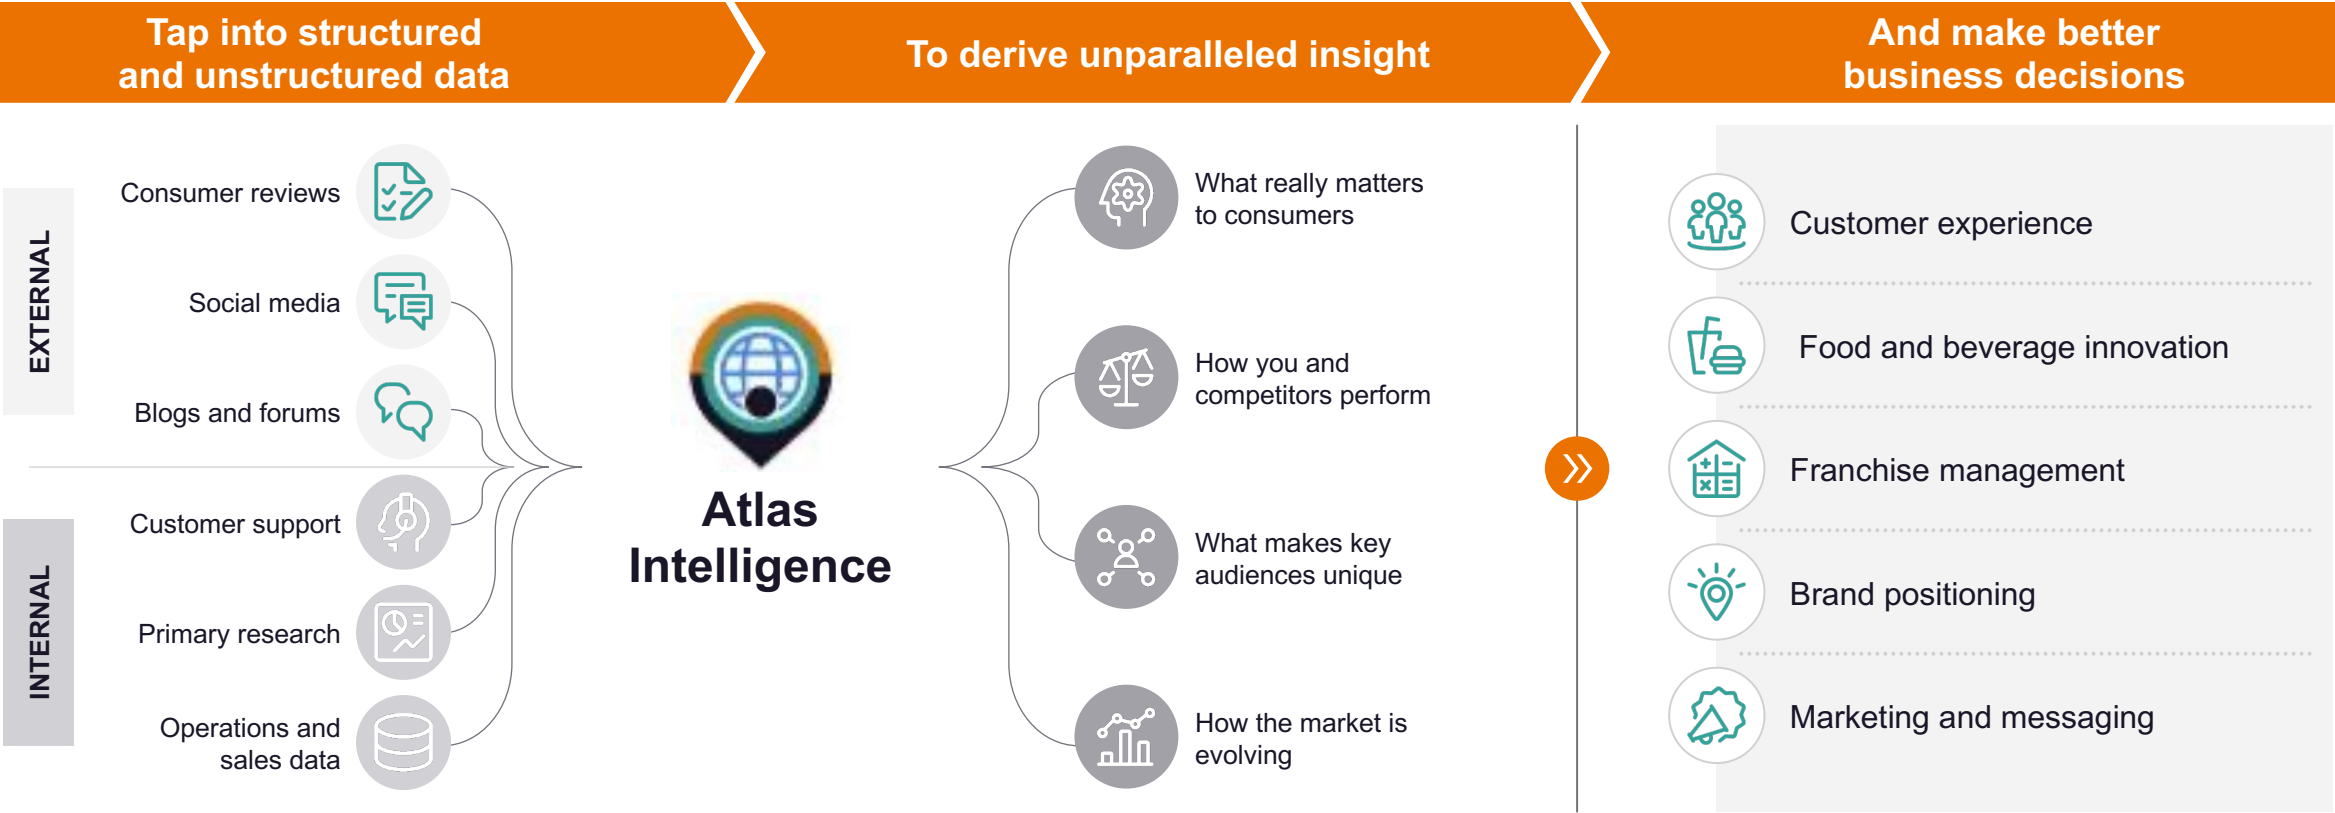 Tap into structured
and unstructured data
To derive unparalleled insight
And make better
business decisions
EXTERNAL
Consumer reviews
Social media
Blogs and forums
INTERNAL
Customer support
Primary research
Operations and
sales data
Atlas
Intelligence
What really matters
to consumers
How you and
competitors perform
What makes key
audiences unique
How the market is
evolving
Customer experience
Food and beverage innovation
Franchise management
Brand positioning
Marketing and messaging